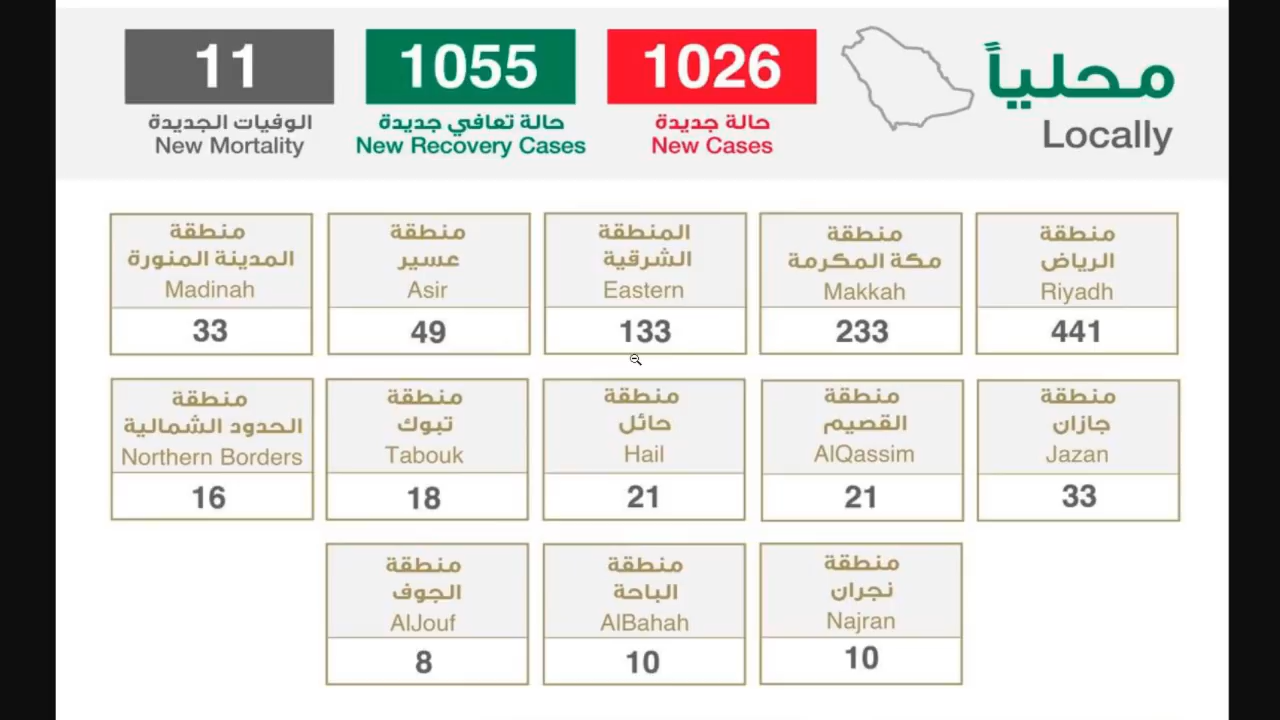 محلياً
Locally
1026
حالة جديدة
New Cases
1055
حالة تعافي جديدة
New Recovery Cases
11
الوفيات الجديدة
New Mortality
منطقة
الرياض
Riyadh
441
منطقة
مكة المكرمة
Makkah
233
المنطقة
الشرقية
Eastern
133
منطقة
عسير
Asir
49
منطقة
المدينة المنورة
Madinah
33
منطقة
جازان
Jazan
33
منطقة
القصيم
AlQassim
21
منطقة
حائل
Hail
21
منطقة
تبوك
Tabouk
18
منطقة
الحدود الشمالية
Northern Borders
16
منطقة
نجران
Najran
10
منطقة
الباحة
AlBahah
10
منطقة
الجوف
AlJouf
8